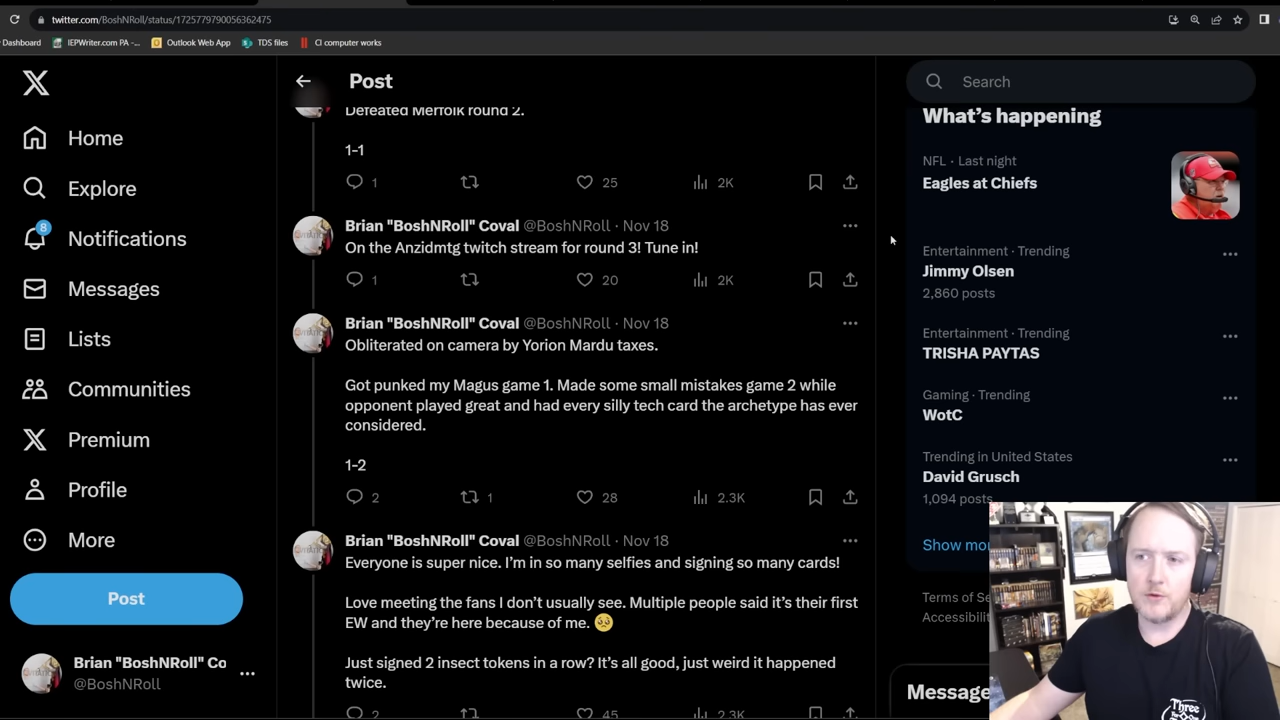 twitter.com/BoshNRoll/status/1725779790056362475
Dashboard
IEPWriter.com PA -...
Outlook Web App
TDS files
CI computer works
Home
Explore
8
Notifications
Messages
Lists
Communities
Premium
Profile
More
Post
Brian "BoshNRoll" Co
@BoshNRoll
Post
Defeated Merfolk round 2.
1-1
1 25 2K
Brian "BoshNRoll" Coval @BoshNRoll · Nov 18
On the Anzidmtg twitch stream for round 3! Tune in!
1 20 2K
Brian "BoshNRoll" Coval @BoshNRoll · Nov 18
Obliterated on camera by Yorion Mardu taxes.
Got punked my Magus game 1. Made some small mistakes game 2 while
opponent played great and had every silly tech card the archetype has ever
considered.
1-2
2 1 28 2.3K
Brian "BoshNRoll" Coval @BoshNRoll · Nov 18
Everyone is super nice. I'm in so many selfies and signing so many cards!
Love meeting the fans I don't usually see. Multiple people said it's their first
EW and they're here because of me. 🥺
Just signed 2 insect tokens in a row? It's all good, just weird it happened
twice.
2 45 2.3K
Search
What's happening
NFL · Last night
Eagles at Chiefs
Entertainment · Trending
Jimmy Olsen
2,860 posts
Entertainment · Trending
TRISHA PAYTAS
Gaming · Trending
WotC
Trending in United States
David Grusch
1,094 posts
Show mo
Terms of Se
Accessibili
Message
Three